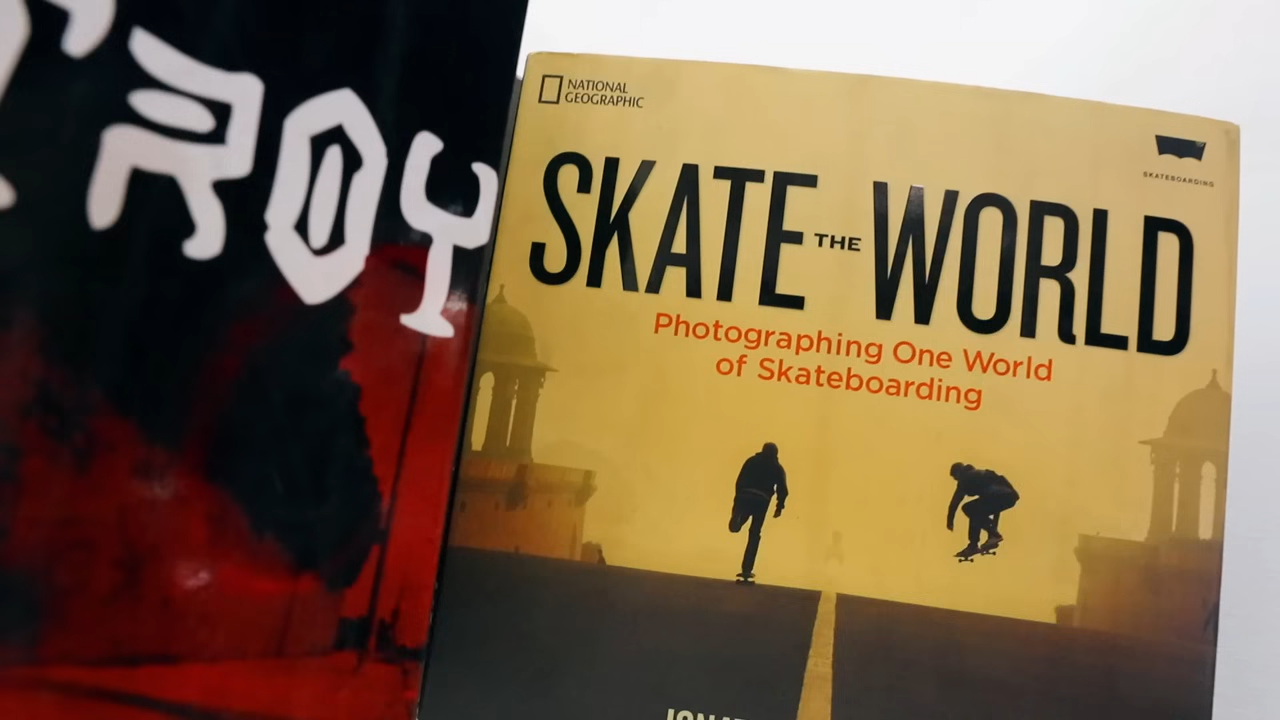 ROY
NATIONAL
GEOGRAPHIC
SKATEBOARDING
SKATE THE WORLD
Photographing One World
of Skateboarding